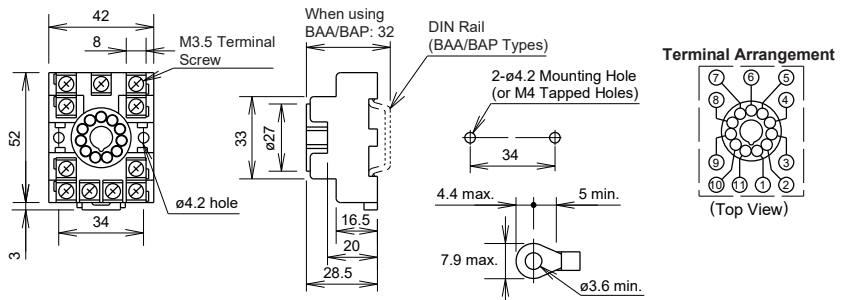 42
8
M3.5 Terminal
Screw
52
3
34
ø4.2 hole
When using
BAA/BAP: 32
DIN Rail
(BAA/BAP Types)
33
ø27
16.5
20
28.5
2-ø4.2 Mounting Hole
(or M4 Tapped Holes)
34
4.4 max.
5 min.
7.9 max.
ø3.6 min.
Terminal Arrangement
7
6
5
8
4
9
3
10
11
1
2
(Top View)